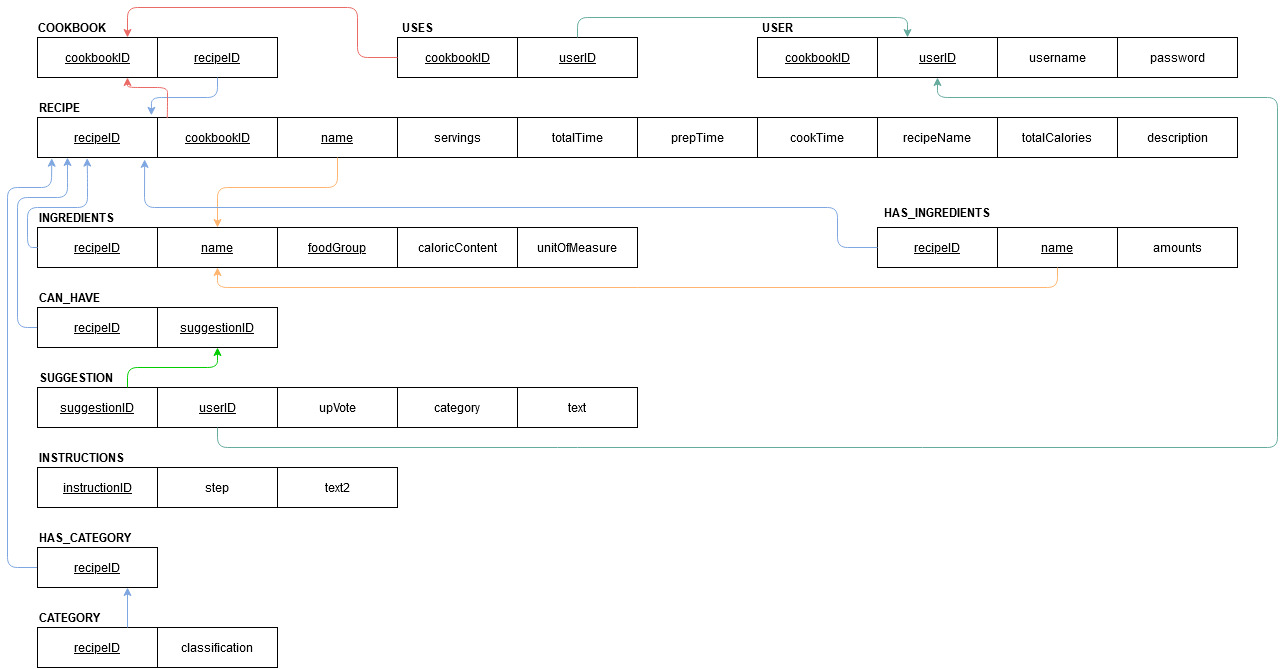 COOKBOOK USES USER
cookbookID recipeID cookbookID userID cookbookID userID username password
RECIPE
recipeID cookbookID name servings totalTime prepTime cookTime recipeName totalCalories description
INGREDIENTS HAS_INGREDIENTS
recipeID name foodGroup caloricContent unitOfMeasure recipeID name amounts
CAN_HAVE
recipeID suggestionID
SUGGESTION
suggestionID userID upVote category text
INSTRUCTIONS
instructionID step text2
HAS_CATEGORY
recipeID
CATEGORY
recipeID classification